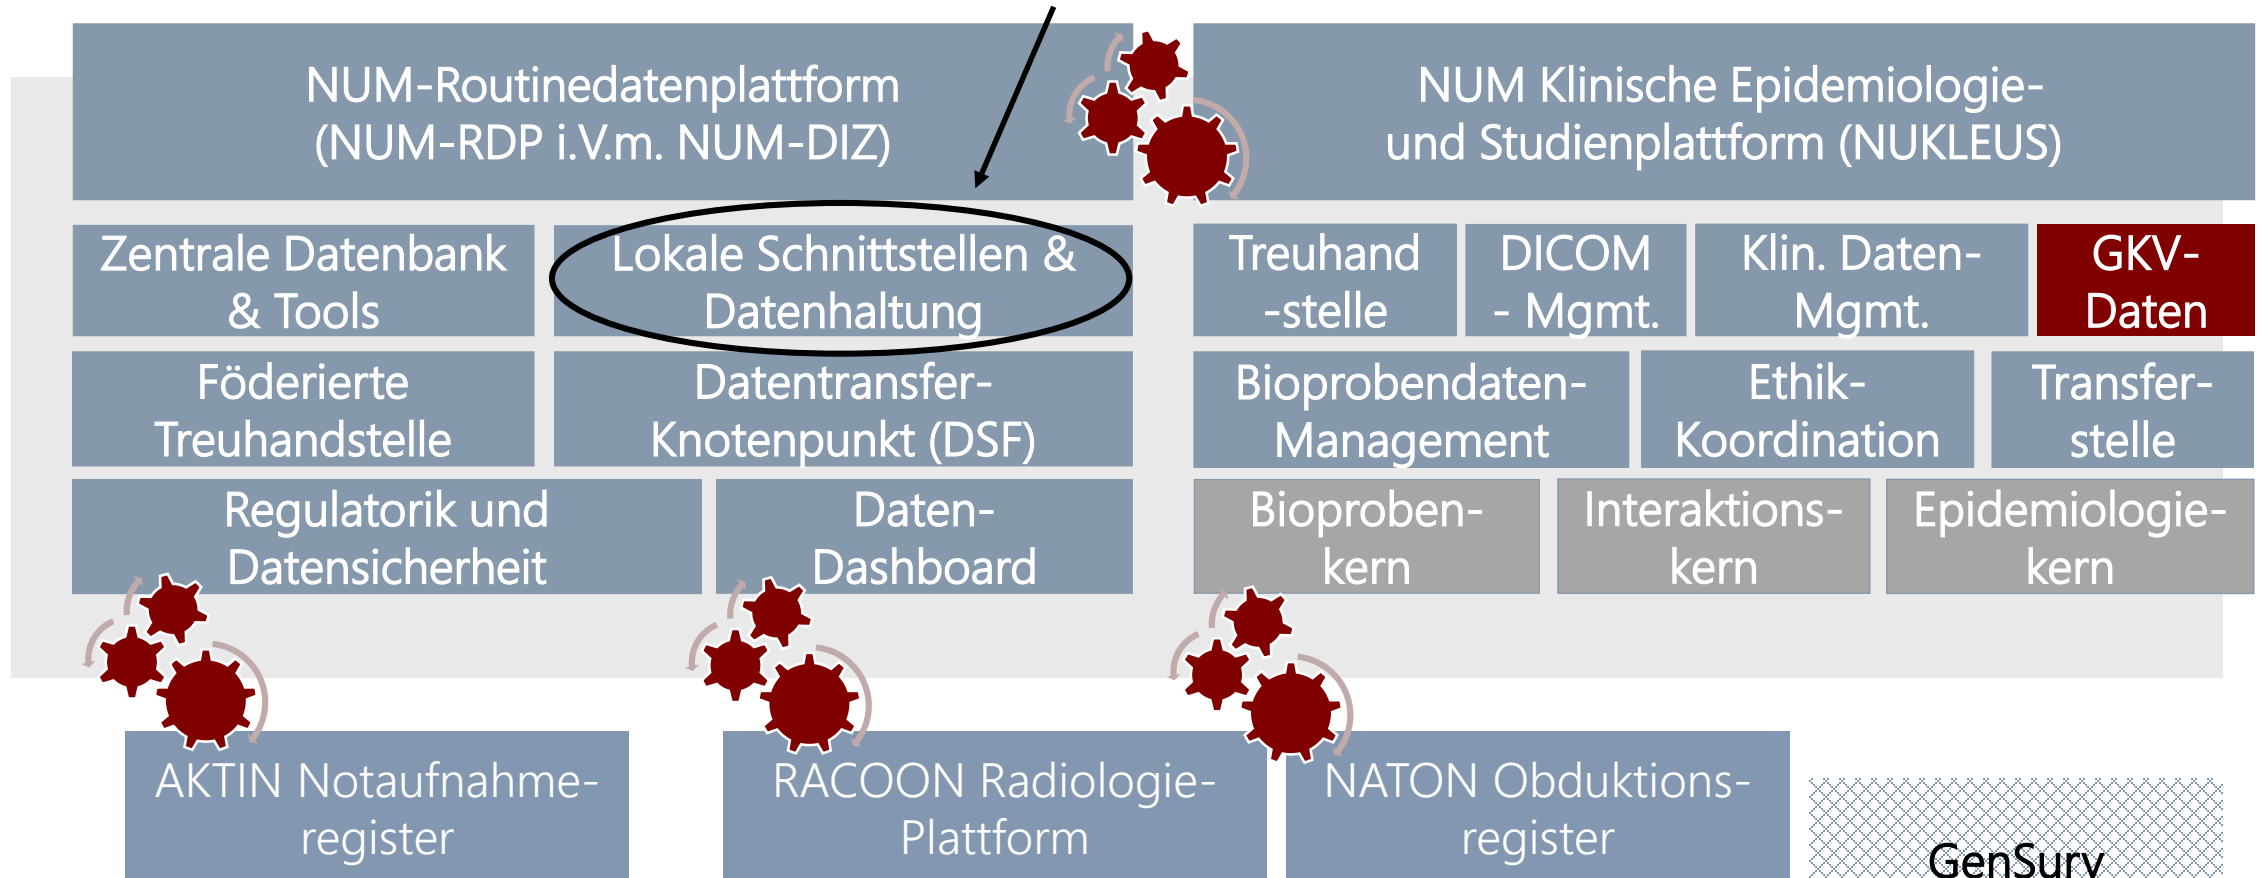 NUM-Routinedatenplattform
(NUM-RDP i.V.m. NUM-DIZ)
NUM Klinische Epidemiologie-
und Studienplattform (NUKLEUS)
Zentrale Datenbank
& Tools
Lokale Schnittstellen &
Datenhaltung
Treuhand
-stelle
DICOM
- Mgmt.
Klin. Daten-
Mgmt.
GKV-
Daten
Föderierte
Treuhandstelle
Datentransfer-
Knotenpunkt (DSF)
Bioprobendaten-
Management
Ethik-
Koordination
Transfer-
stelle
Regulatorik und
Datensicherheit
Daten-
Dashboard
Bioproben-
kern
Interaktions-
kern
Epidemiologie-
kern
AKTIN Notaufnahme-
register
RACOON Radiologie-
Plattform
NATON Obduktions-
register
GenSurv